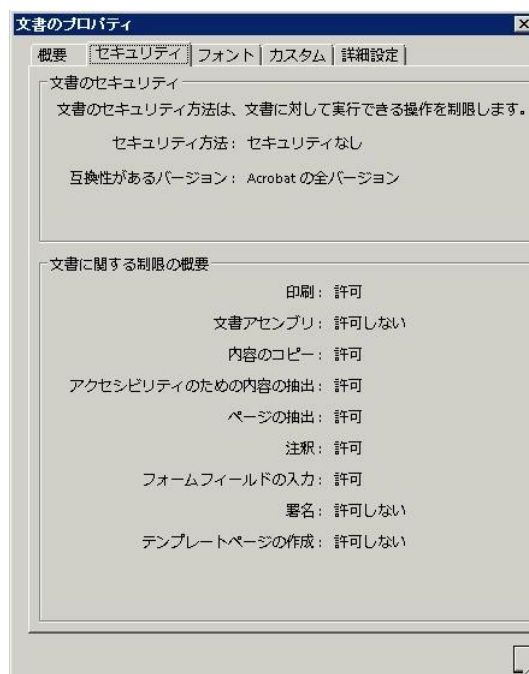 文書のプロパティ
概要 セキュリティ フォント カスタム 詳細設定
文書のセキュリティ
文書のセキュリティ方法は、文書に対して実行できる操作を制限します。
セキュリティ方法: セキュリティなし
互換性があるバージョン: Acrobat の全バージョン
文書に関する制限の概要
印刷: 許可
文書アセンブリ: 許可しない
内容のコピー: 許可
アクセシビリティのための内容の抽出: 許可
ページの抽出: 許可
注釈: 許可
フォームフィールドの入力: 許可
署名: 許可しない
テンプレートページの作成: 許可しない